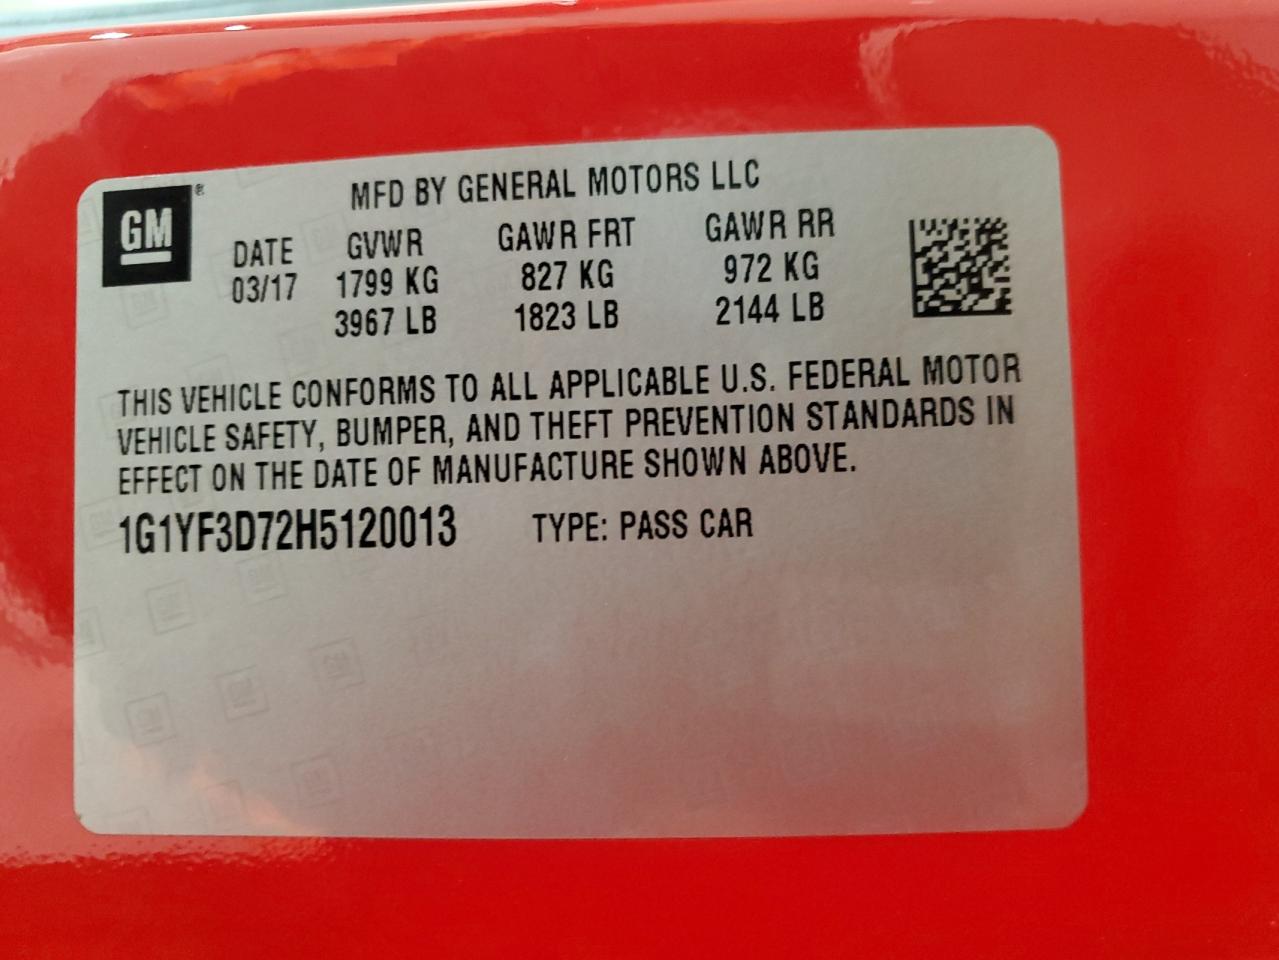 GM®
MFD BY GENERAL MOTORS LLC
DATE GVWR GAWR FRT GAWR RR
03/17 1799 KG 827 KG 972 KG
3967 LB 1823 LB 2144 LB
THIS VEHICLE CONFORMS TO ALL APPLICABLE U.S. FEDERAL MOTOR
VEHICLE SAFETY, BUMPER, AND THEFT PREVENTION STANDARDS IN
EFFECT ON THE DATE OF MANUFACTURE SHOWN ABOVE.
1G1YF3D72H5120013 TYPE: PASS CAR